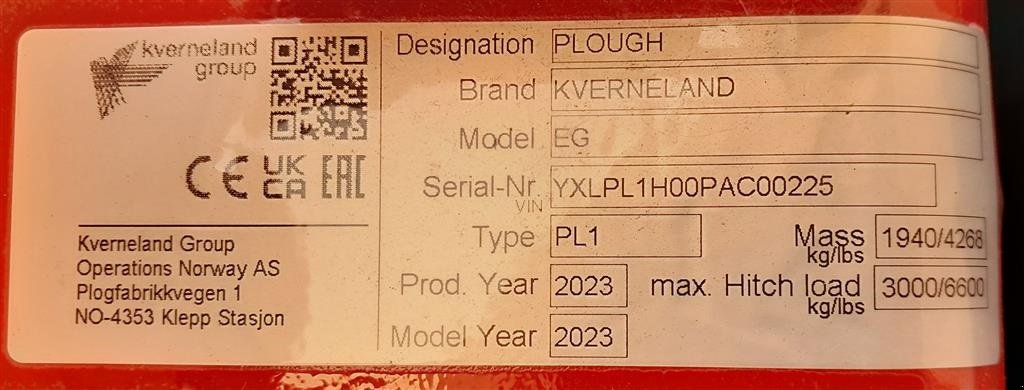 kverneland
group
CE UK CA EAC
Kverneland Group
Operations Norway AS
Plogfabrikkvegen 1
NO-4353 Klepp Stasjon
Designation PLOUGH
Brand KVERNELAND
Model EG
Serial-Nr. YXLPL1H00PAC00225
VIN
Type PL1 Mass 1940/4268
kg/lbs
Prod. Year 2023 max. Hitch load 3000/6600
kg/lbs
Model Year 2023